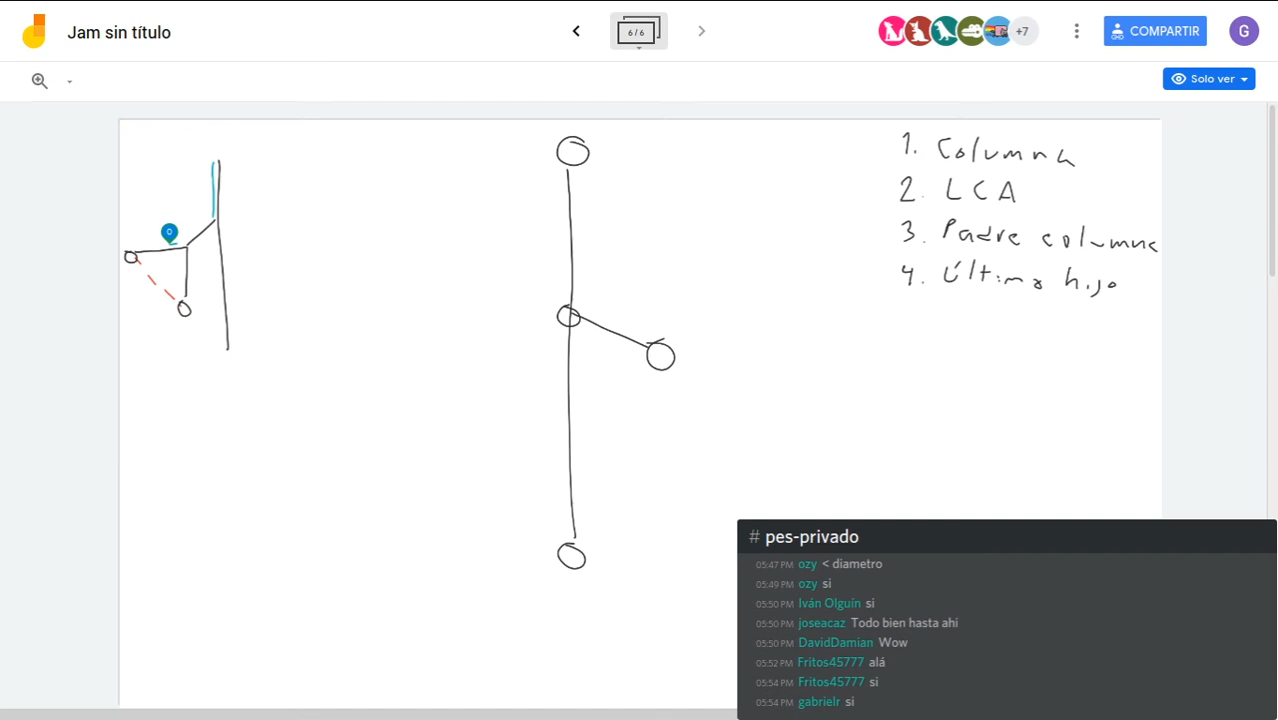 Jam sin título
6 / 6
+7
COMPARTIR
G
Solo ver
1. Columna
2. LCA
3. Padre columna
4. Último hijo
0
# pes-privado
05:47 PM ozy < diametro
05:49 PM ozy si
05:50 PM Iván Olguín si
05:50 PM joseacaz Todo bien hasta ahi
05:50 PM DavidDamian Wow
05:52 PM Fritos45777 alá
05:54 PM Fritos45777 si
05:54 PM gabrielr si